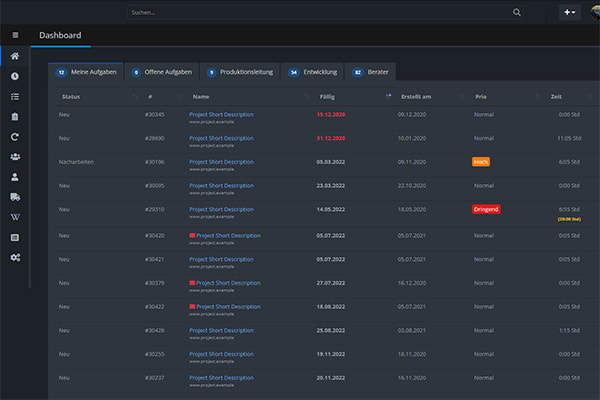 Suchen...
Dashboard
12 Meine Aufgaben 0 Offene Aufgaben 9 Produktionsleitung 54 Entwicklung 82 Berater
Status # Name Fällig Erstellt am Prio Zeit
Neu #30345 Project Short Description 15.12.2020 09.12.2020 Normal 0:00 Std
www.project.example
Neu #28690 Project Short Description 31.12.2020 10.01.2020 Normal 11:05 Std
www.project.example
Nacharbeiten #30196 Project Short Description 05.03.2022 09.11.2020 Hoch 6:05 Std
www.project.example
Neu #30095 Project Short Description 23.03.2022 22.10.2020 Normal 0:00 Std
www.project.example
Neu #29310 Project Short Description 14.05.2022 18.05.2020 Dringend 6:55 Std
www.project.example (20:00 Std)
Neu #30420 Project Short Description 05.07.2022 05.07.2021 Normal 0:05 Std
www.project.example
Neu #30421 Project Short Description 05.07.2022 05.07.2021 Normal 0:05 Std
www.project.example
Neu #30379 Project Short Description 27.07.2022 16.12.2020 Normal 0:00 Std
www.project.example
Neu #30422 Project Short Description 18.08.2022 05.07.2021 Normal 0:05 Std
www.project.example
Neu #30428 Project Short Description 25.08.2022 03.08.2021 Normal 1:15 Std
www.project.example
Neu #30255 Project Short Description 19.11.2022 19.11.2020 Normal 0:00 Std
www.project.example
Neu #30237 Project Short Description 20.11.2022 16.11.2020 Normal 0:00 Std
www.project.example